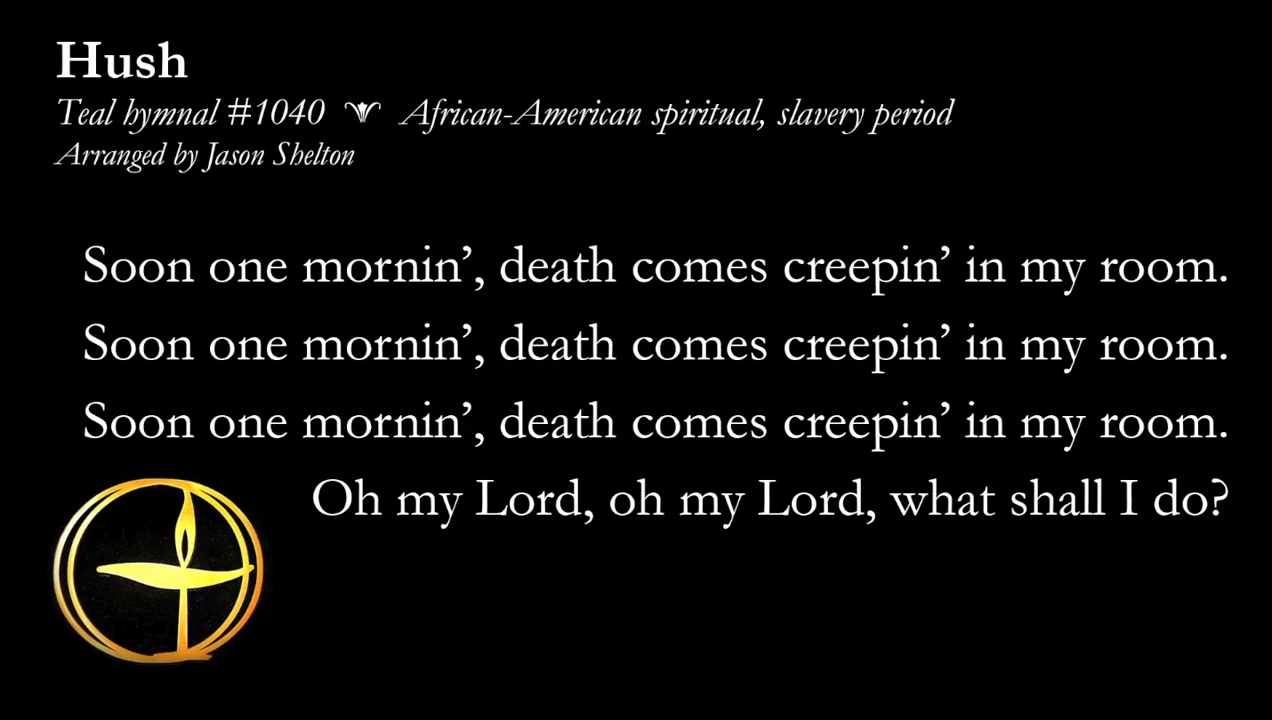 Hush
Teal hymnal #1040 African-American spiritual, slavery period
Arranged by Jason Shelton
Soon one mornin’, death comes creepin’ in my room.
Soon one mornin’, death comes creepin’ in my room.
Soon one mornin’, death comes creepin’ in my room.
Oh my Lord, oh my Lord, what shall I do?